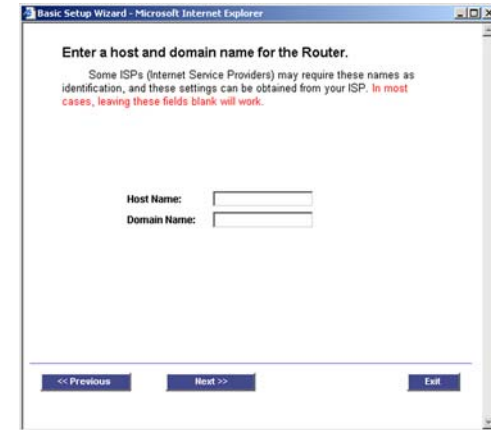 Basic Setup Wizard - Microsoft Internet Explorer
Enter a host and domain name for the Router.
Some ISPs (Internet Service Providers) may require these names as
identification, and these settings can be obtained from your ISP. In most
cases, leaving these fields blank will work.
Host Name:
Domain Name:
<< Previous
Next >>
Exit